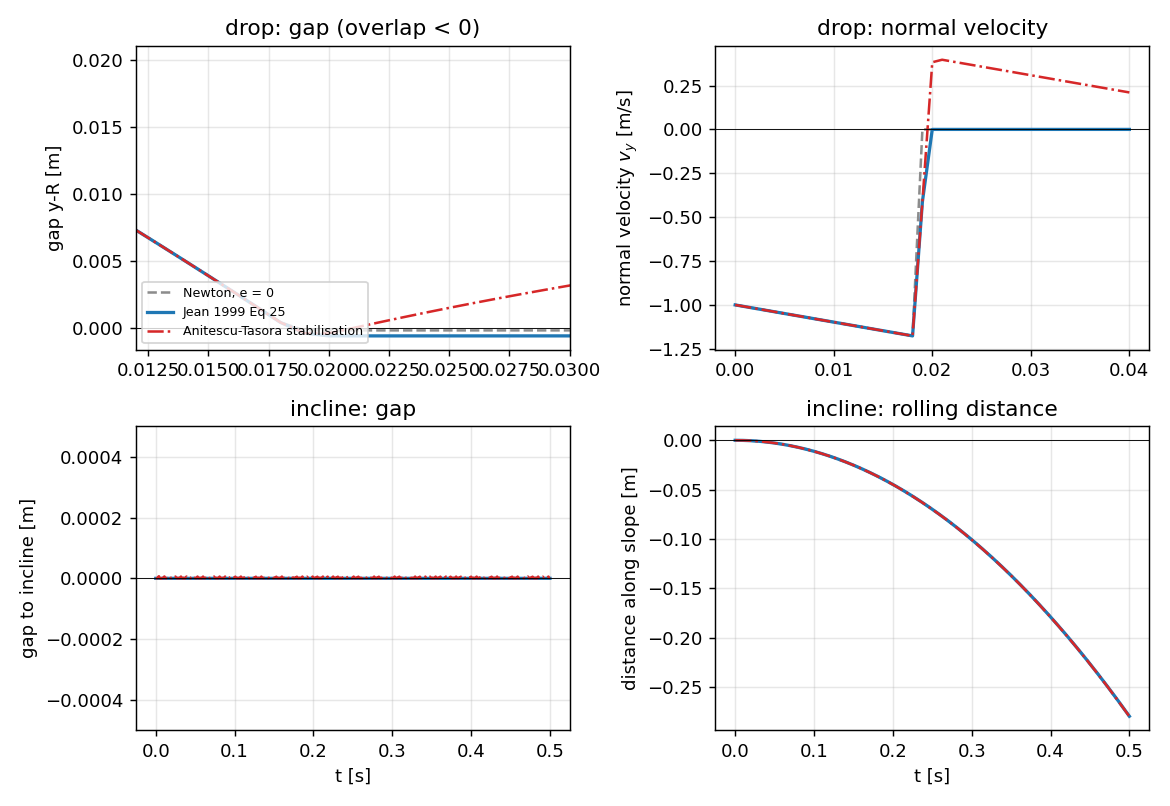 drop: gap (overlap < 0)
gap y-R [m]
0.020
0.015
0.010
0.005
0.000
Newton, e = 0
Jean 1999 Eq 25
Anitescu-Tasora stabilisation
0.0125 0.0150 0.0175 0.0200 0.0225 0.0250 0.0275 0.0300
drop: normal velocity
normal velocity v_y [m/s]
0.25
0.00
−0.25
−0.50
−0.75
−1.00
−1.25
0.00 0.01 0.02 0.03 0.04
incline: gap
gap to incline [m]
0.0004
0.0002
0.0000
−0.0002
−0.0004
0.0 0.1 0.2 0.3 0.4 0.5
t [s]
incline: rolling distance
distance along slope [m]
0.00
−0.05
−0.10
−0.15
−0.20
−0.25
0.0 0.1 0.2 0.3 0.4 0.5
t [s]